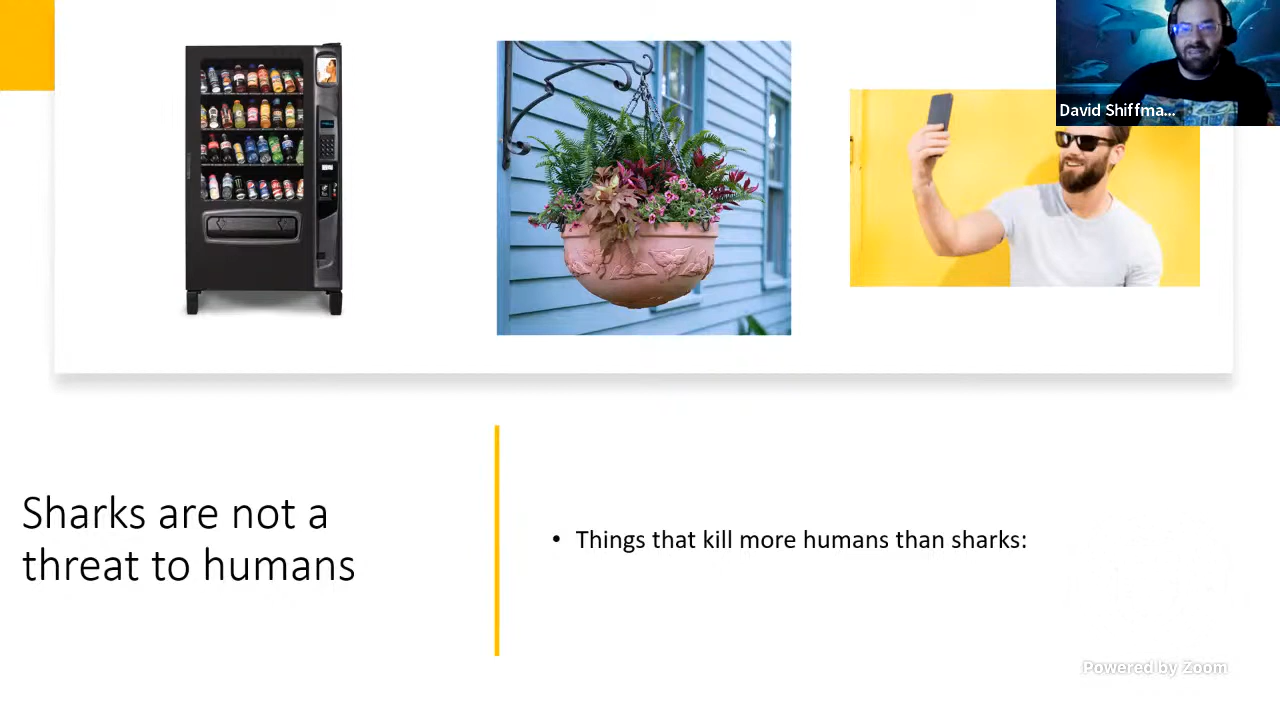 David Shiffma...
Sharks are not a
threat to humans
• Things that kill more humans than sharks:
Powered by Zoom